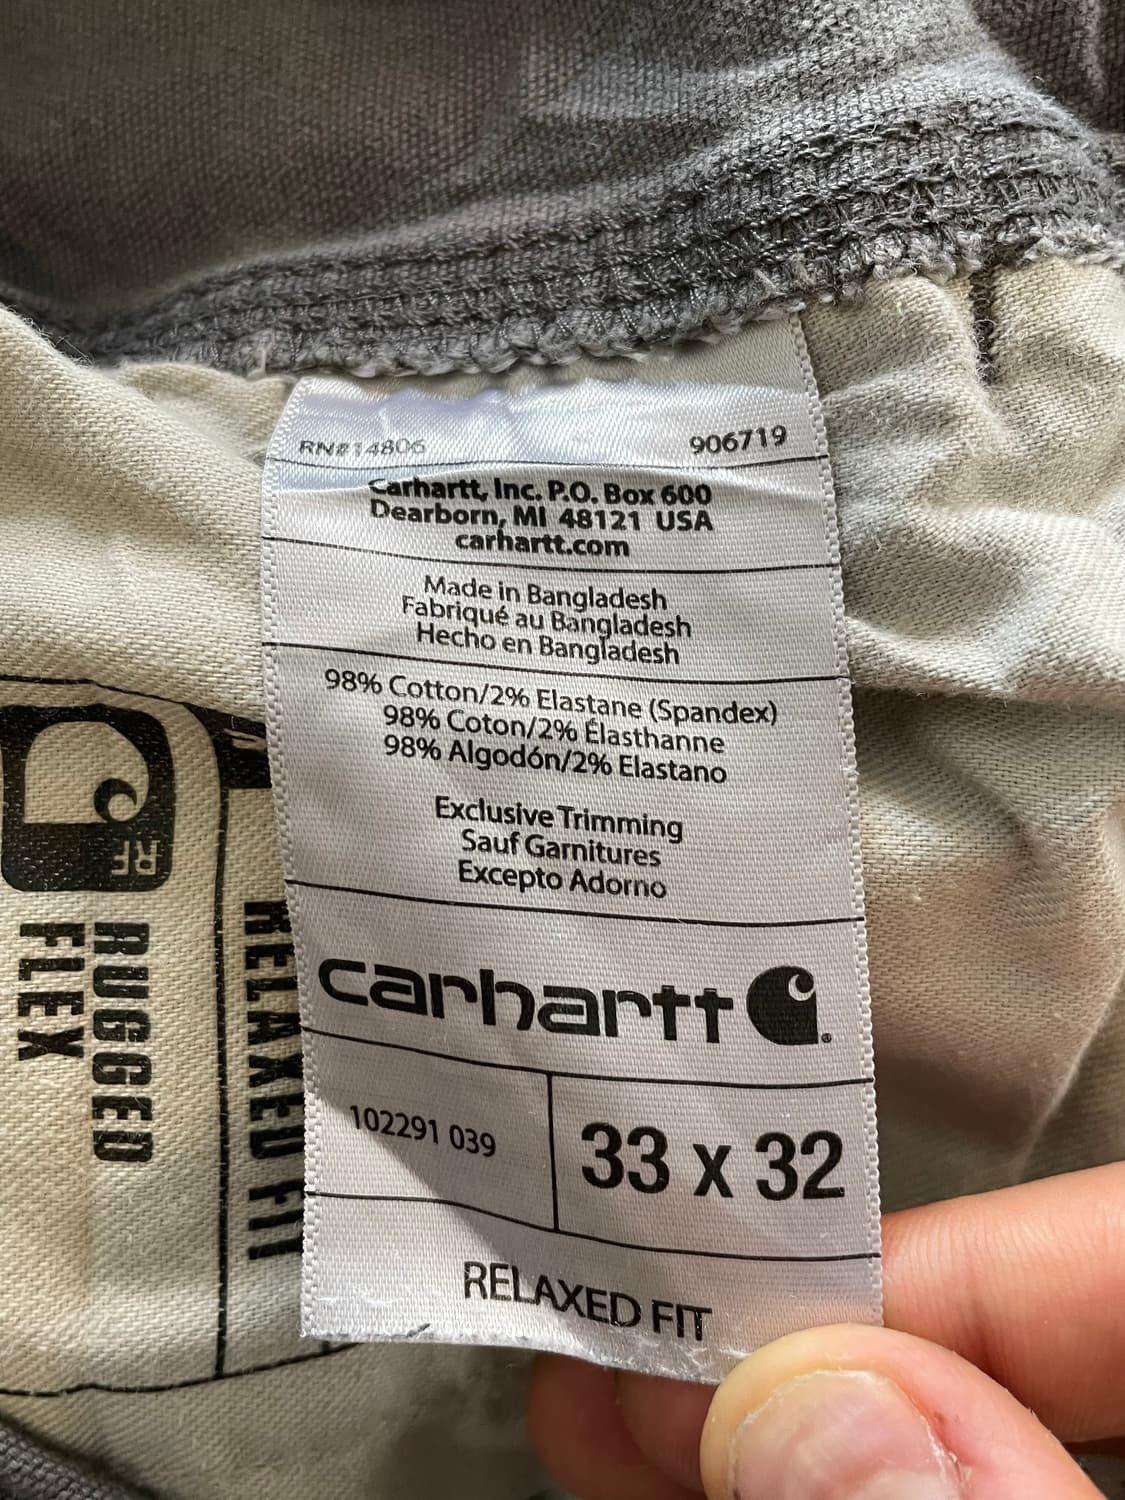 RN#14806 906719
Carhartt, Inc. P.O. Box 600
Dearborn, MI 48121 USA
carhartt.com
Made in Bangladesh
Fabriqué au Bangladesh
Hecho en Bangladesh
98% Cotton/2% Elastane (Spandex)
98% Coton/2% Élasthanne
98% Algodón/2% Elastano
Exclusive Trimming
Sauf Garnitures
Excepto Adorno
carhartt
102291 039
33 x 32
RELAXED FIT
RF
RUGGED
FLEX
RELAXED FIT